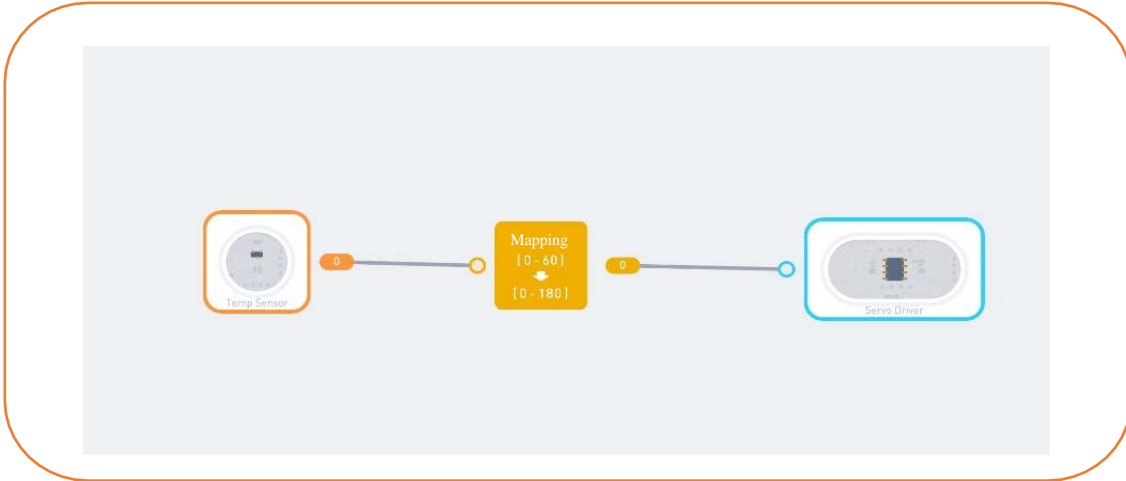 Mapping
[ 0 - 60 ]
[ 0 - 180 ]
0
0
Temp Sensor
Servo Driver